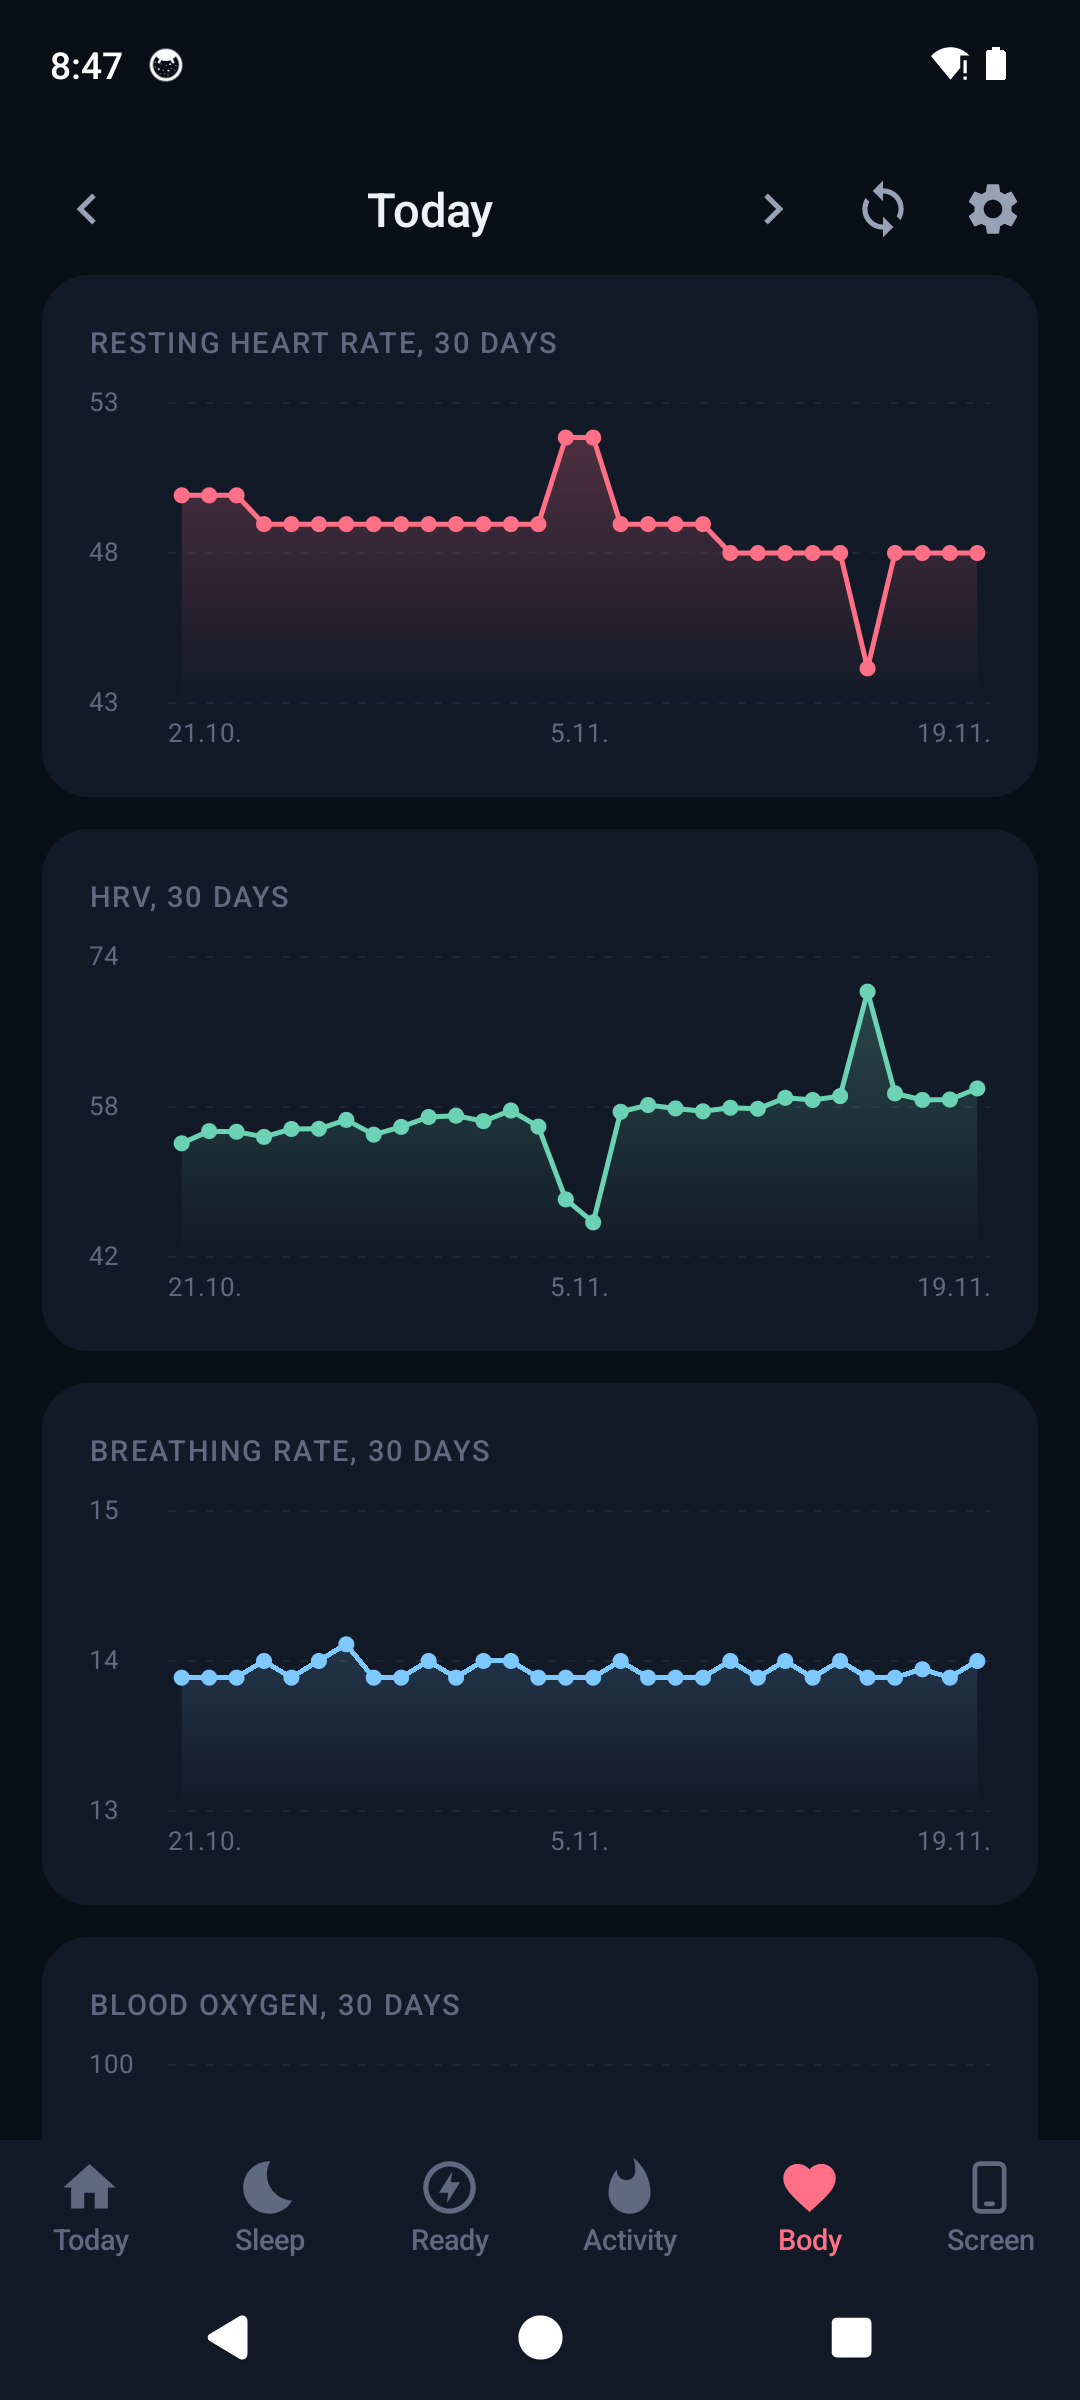 8:47
Today
RESTING HEART RATE, 30 DAYS
53
48
43
21.10. 5.11. 19.11.
HRV, 30 DAYS
74
58
42
21.10. 5.11. 19.11.
BREATHING RATE, 30 DAYS
15
14
13
21.10. 5.11. 19.11.
BLOOD OXYGEN, 30 DAYS
100
Today Sleep Ready Activity Body Screen